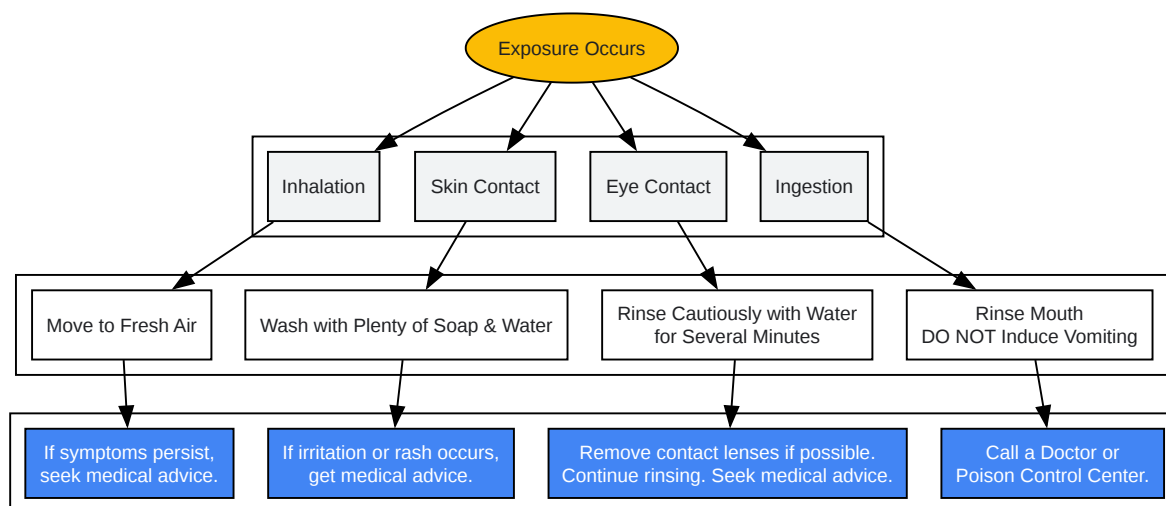 Exposure Occurs
Inhalation
Skin Contact
Eye Contact
Ingestion
Move to Fresh Air
Wash with Plenty of Soap & Water
Rinse Cautiously with Water
for Several Minutes
Rinse Mouth
DO NOT Induce Vomiting
If symptoms persist,
seek medical advice.
If irritation or rash occurs,
get medical advice.
Remove contact lenses if possible.
Continue rinsing. Seek medical advice.
Call a Doctor or
Poison Control Center.